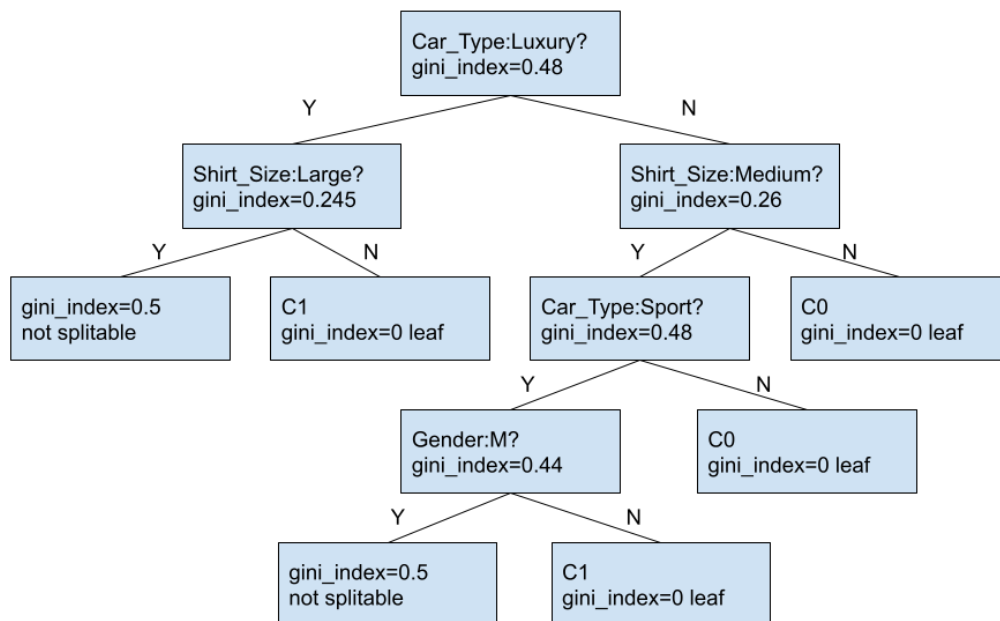 Car_Type:Luxury?
gini_index=0.48
Y
N
Shirt_Size:Large?
gini_index=0.245
Shirt_Size:Medium?
gini_index=0.26
Y
N
Y
N
gini_index=0.5
not splitable
C1
gini_index=0 leaf
Car_Type:Sport?
gini_index=0.48
C0
gini_index=0 leaf
Y
N
Gender:M?
gini_index=0.44
C0
gini_index=0 leaf
Y
N
gini_index=0.5
not splitable
C1
gini_index=0 leaf